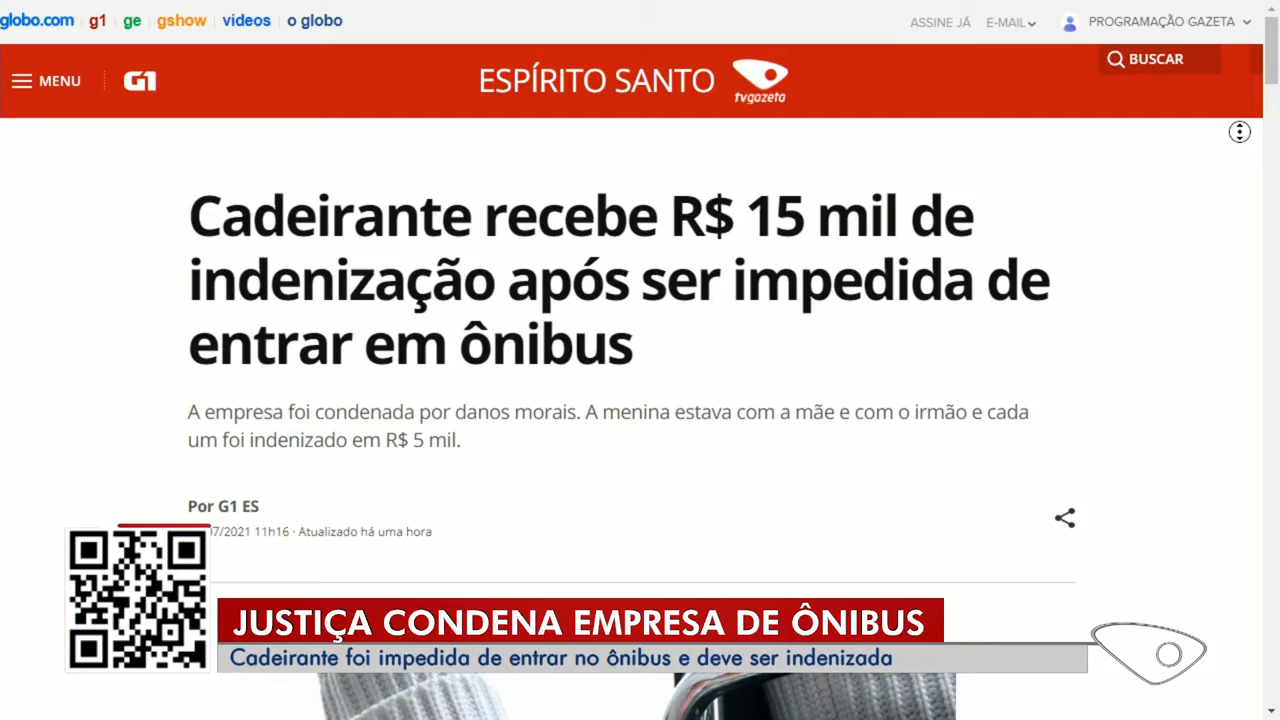 globo.com g1 ge gshow vídeos o globo
ASSINE JÁ E-MAIL PROGRAMAÇÃO GAZETA
MENU G1 ESPÍRITO SANTO tvgazeta BUSCAR
Cadeirante recebe R$ 15 mil de
indenização após ser impedida de
entrar em ônibus
A empresa foi condenada por danos morais. A menina estava com a mãe e com o irmão e cada
um foi indenizado em R$ 5 mil.
Por G1 ES
07/2021 11h16 · Atualizado há uma hora
JUSTIÇA CONDENA EMPRESA DE ÔNIBUS
Cadeirante foi impedida de entrar no ônibus e deve ser indenizada